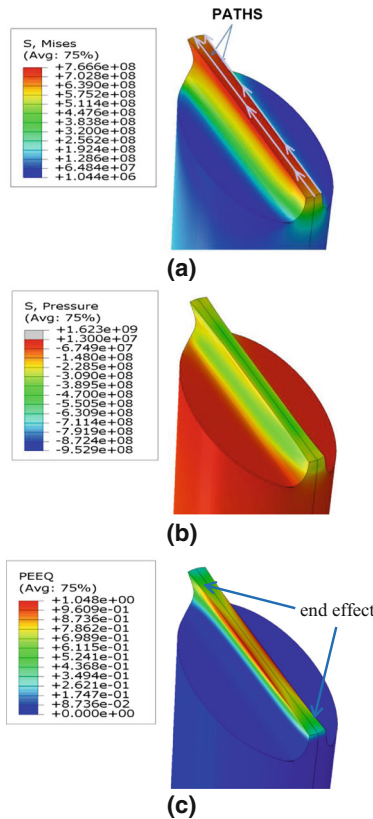 PATHS
S, Mises
(Avg: 75%)
+7.666e+08
+7.028e+08
+6.390e+08
+5.752e+08
+5.114e+08
+4.476e+08
+3.838e+08
+3.200e+08
+2.562e+08
+1.924e+08
+1.286e+08
+6.484e+07
+1.044e+06
(a)
S, Pressure
(Avg: 75%)
+1.623e+09
+1.300e+07
-6.749e+07
-1.480e+08
-2.285e+08
-3.090e+08
-3.895e+08
-4.700e+08
-5.505e+08
-6.309e+08
-7.114e+08
-7.919e+08
-8.724e+08
-9.529e+08
(b)
PEEQ
(Avg: 75%)
+1.048e+00
+9.609e-01
+8.736e-01
+7.862e-01
+6.989e-01
+6.115e-01
+5.241e-01
+4.368e-01
+3.494e-01
+2.621e-01
+1.747e-01
+8.736e-02
+0.000e+00
end effect
(c)